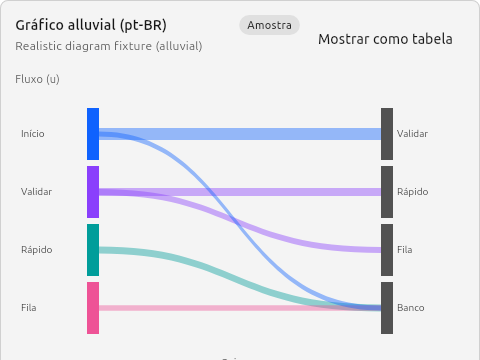 Gráfico alluvial (pt-BR)
Amostra
Mostrar como tabela
Realistic diagram fixture (alluvial)
Fluxo (u)
Início
Validar
Validar
Rápido
Rápido
Fila
Fila
Banco